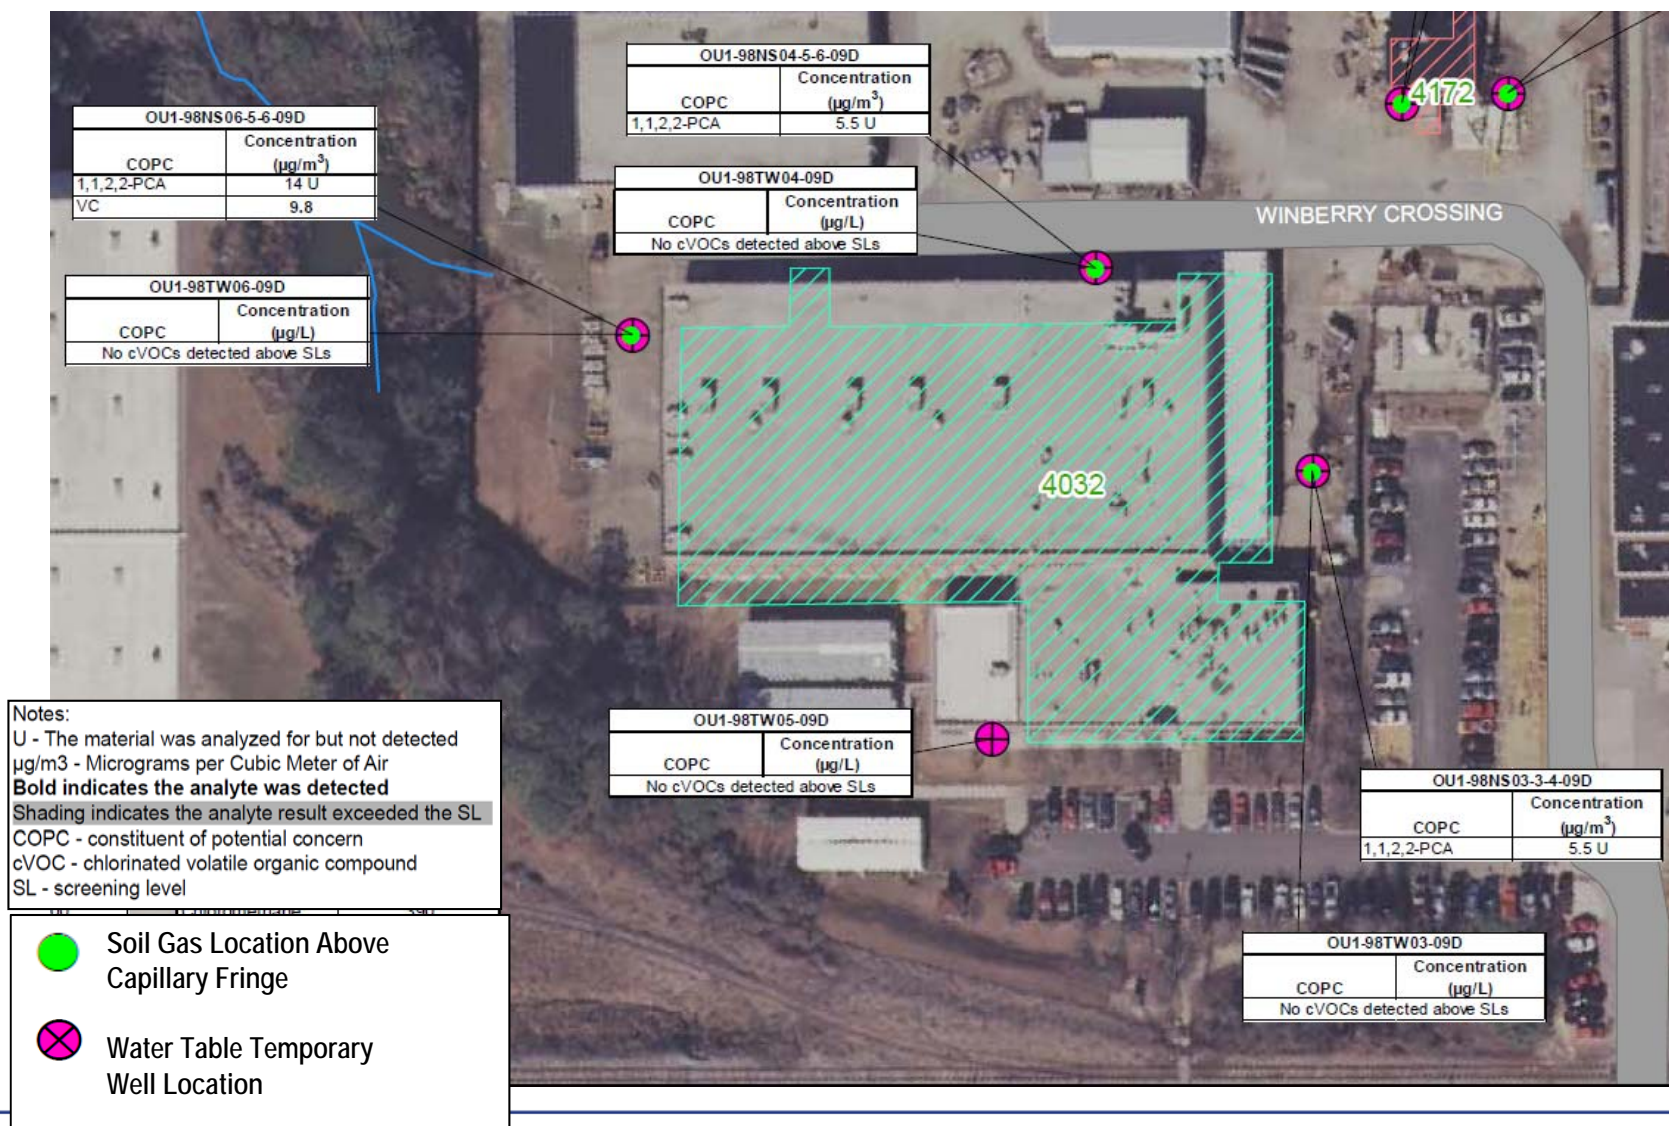 OU1-98NS04-5-6-09D
COPC Concentration (µg/m³)
1,1,2,2-PCA 5.5 U
4172
OU1-98NS06-5-6-09D
COPC Concentration (µg/m³)
1,1,2,2-PCA 14 U
VC 9.8
OU1-98TW04-09D
COPC Concentration (µg/L)
No cVOCs detected above SLs
WINBERRY CROSSING
OU1-98TW06-09D
COPC Concentration (µg/L)
No cVOCs detected above SLs
4032
OU1-98TW05-09D
COPC Concentration (µg/L)
No cVOCs detected above SLs
OU1-98NS03-3-4-09D
COPC Concentration (µg/m³)
1,1,2,2-PCA 5.5 U
OU1-98TW03-09D
COPC Concentration (µg/L)
No cVOCs detected above SLs
Notes:
U - The material was analyzed for but not detected
µg/m3 - Micrograms per Cubic Meter of Air
Bold indicates the analyte was detected
Shading indicates the analyte result exceeded the SL
COPC - constituent of potential concern
cVOC - chlorinated volatile organic compound
SL - screening level
Soil Gas Location Above
Capillary Fringe
Water Table Temporary
Well Location